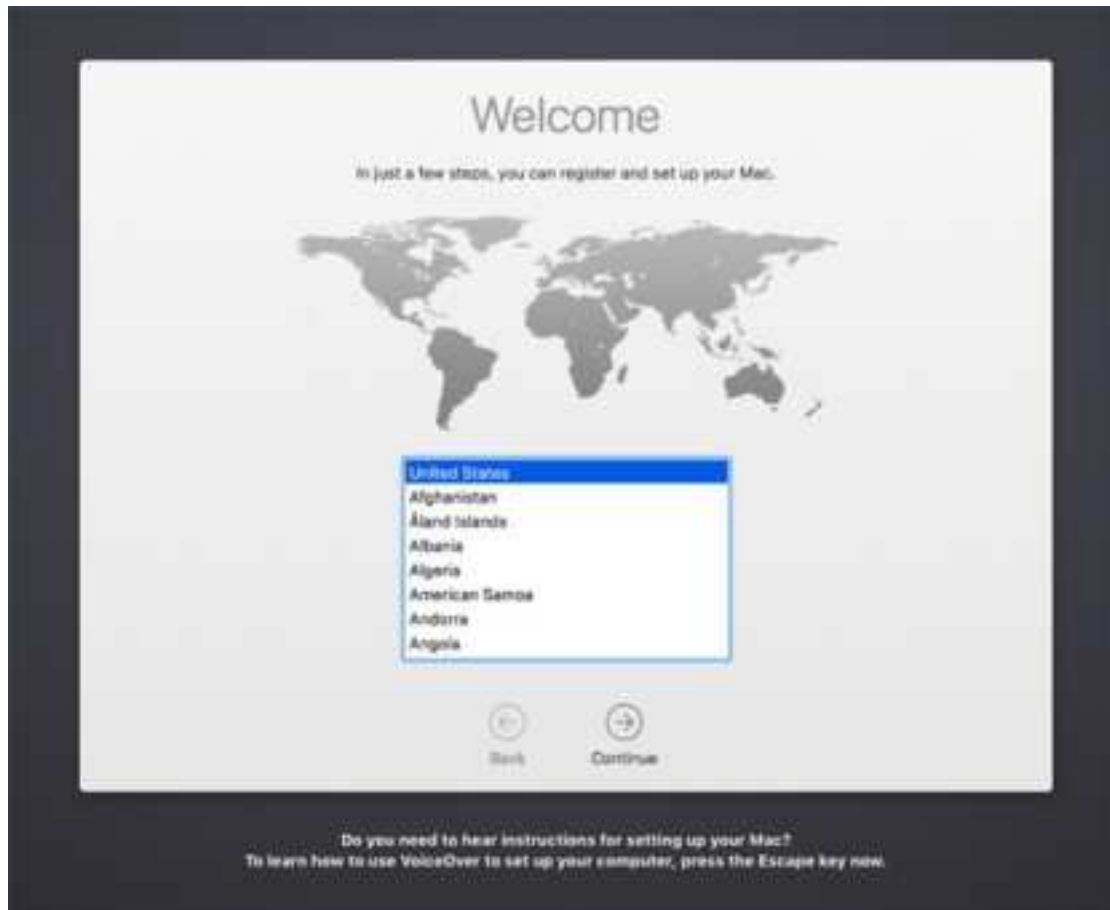 Welcome
In just a few steps, you can register and set up your Mac.
United States
Afghanistan
Åland Islands
Albania
Algeria
American Samoa
Andorra
Angola
Back
Continue
Do you need to hear instructions for setting up your Mac?
To learn how to use VoiceOver to set up your computer, press the Escape key now.